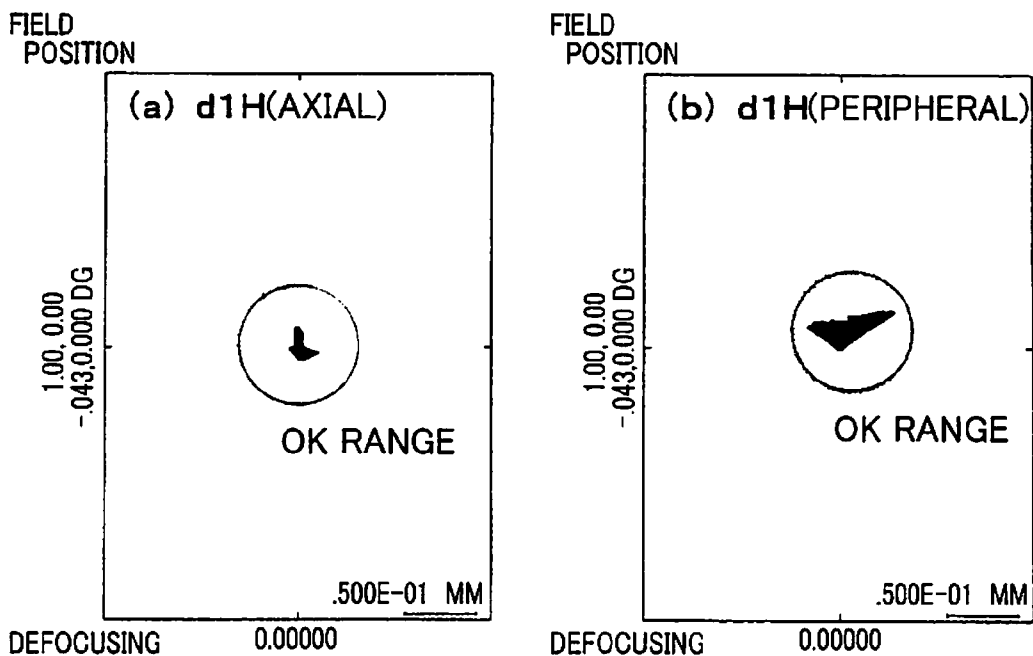 FIELD
POSITION
(a) d1H(AXIAL)
1.00, 0.00
-.043,0.000 DG
OK RANGE
.500E-01 MM
DEFOCUSING
0.00000
FIELD
POSITION
(b) d1H(PERIPHERAL)
1.00, 0.00
-.043,0.000 DG
OK RANGE
.500E-01 MM
DEFOCUSING
0.00000